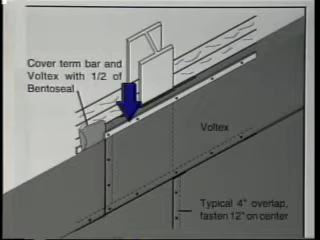 Cover term bar and
Voltex with 1/2 of
Bentoseal
Voltex
Typical 4" overlap,
fasten 12" on center